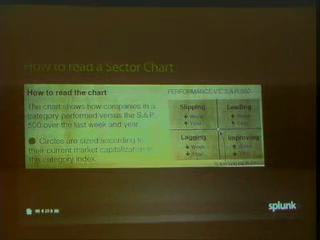 How to read a Sector Chart
How to read the chart
PERFORMANCE VS. S.&P. 500
The chart shows how companies in a
category performed versus the S.&P.
500 over the last week and year.
Circles are sized according to
their current market capitalization in
this category index.
Slipping
Week
Year
Leading
Week
Year
Lagging
Week
Year
Improving
Week
Year
splunk>